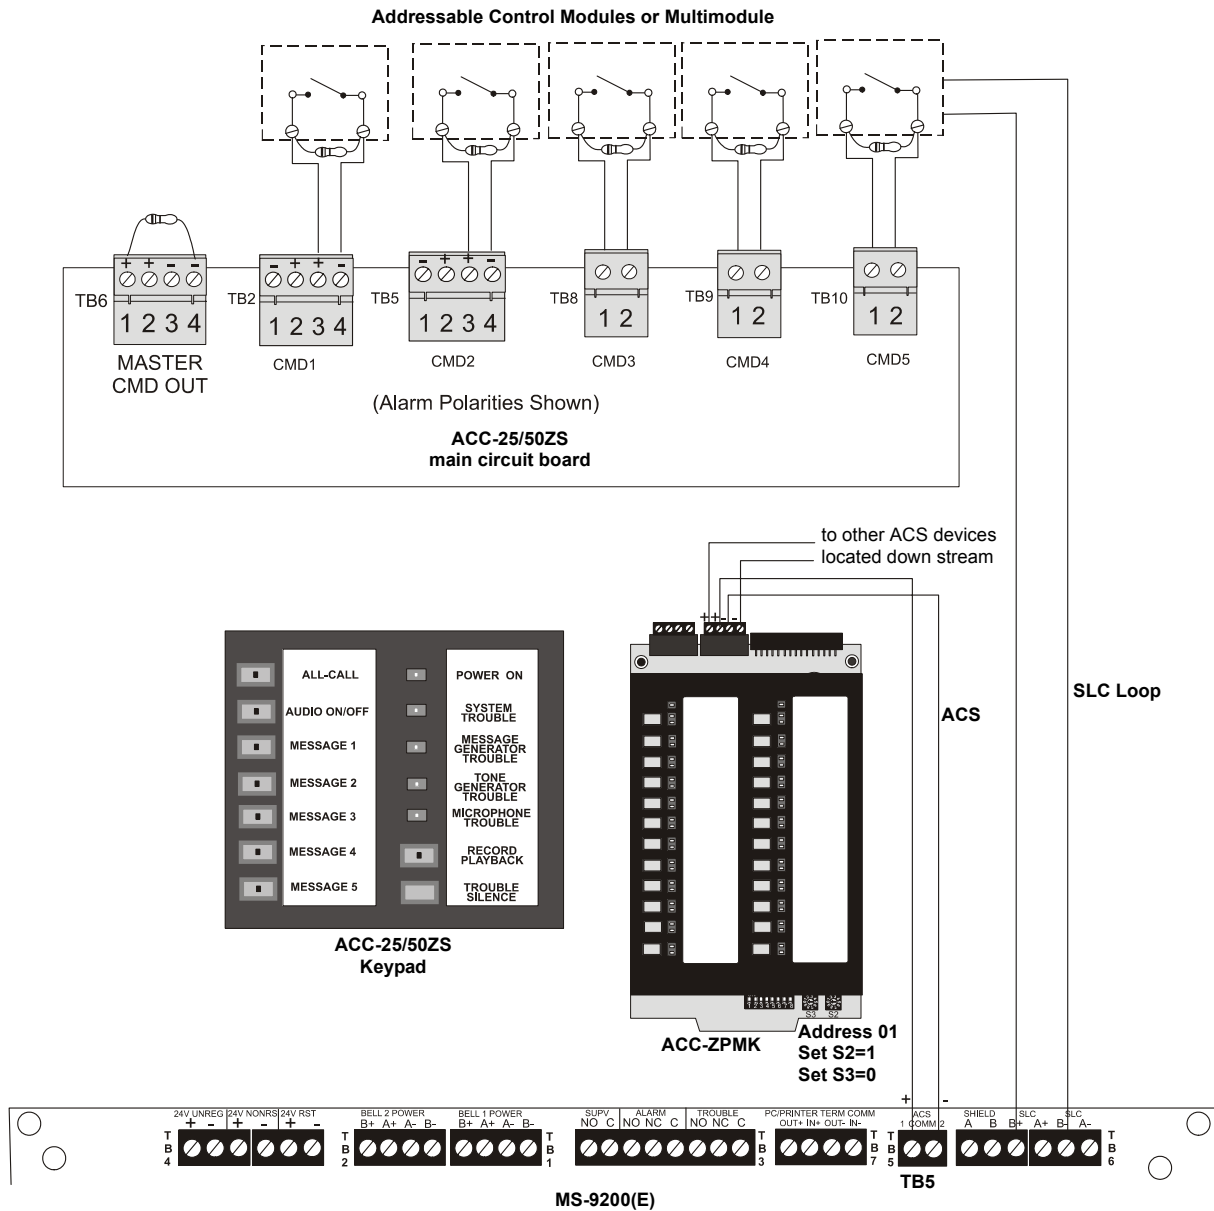 Addressable Control Modules or Multimodule
+ + - -
- + + -
- + + -
TB6
TB2
TB5
TB8
TB9
TB10
1 2 3 4
1 2 3 4
1 2 3 4
1 2
1 2
1 2
MASTER
CMD OUT
CMD1
CMD2
CMD3
CMD4
CMD5
(Alarm Polarities Shown)
ACC-25/50ZS
main circuit board
to other ACS devices
located down stream
+ + - -
SLC Loop
ACS
ALL-CALL
AUDIO ON/OFF
MESSAGE 1
MESSAGE 2
MESSAGE 3
MESSAGE 4
MESSAGE 5
POWER ON
SYSTEM
TROUBLE
MESSAGE
GENERATOR
TROUBLE
TONE
GENERATOR
TROUBLE
MICROPHONE
TROUBLE
RECORD
PLAYBACK
TROUBLE
SILENCE
ACC-25/50ZS
Keypad
S3 S2
ACC-ZPMK
Address 01
Set S2=1
Set S3=0
+ -
24V UNREG 24V NONRS 24V RST
+ - + - + -
T
B
4
BELL 2 POWER
B+ A+ A- B-
T
B
2
BELL 1 POWER
B+ A+ A- B-
T
B
1
SUPV ALARM TROUBLE
NO C NO NC C NO NC C
T
B
3
PC/PRINTER TERM COMM
OUT+ IN+ OUT- IN-
T
B
7
ACS
1 COMM 2
T
B
5
TB5
SHIELD SLC SLC
A B B+ A+ B- A-
T
B
6
MS-9200(E)